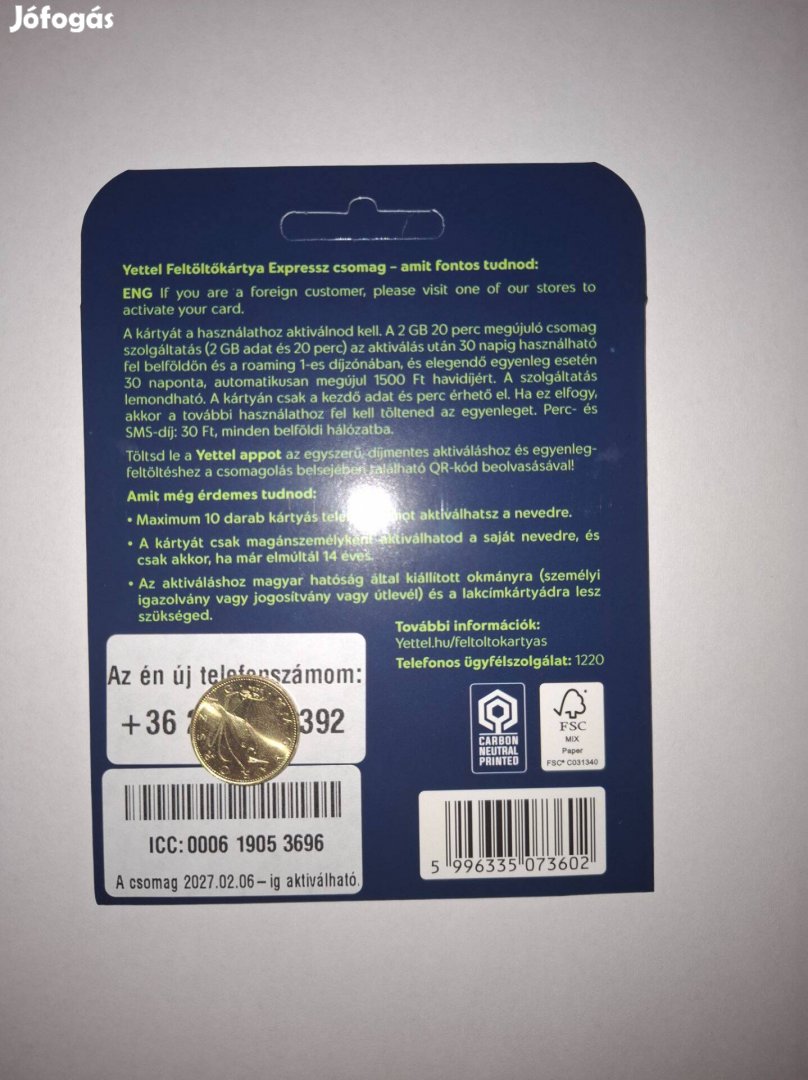 Jófogás
Yettel Feltöltőkártya Expressz csomag – amit fontos tudnod:
ENG If you are a foreign customer, please visit one of our stores to
activate your card.
A kártyát a használathoz aktiválnod kell. A 2 GB 20 perc megújuló csomag
szolgáltatás (2 GB adat és 20 perc) az aktiválás után 30 napig használható
fel belföldön és a roaming 1-es díjzónában, és elegendő egyenleg esetén
30 naponta, automatikusan megújul 1500 Ft havidíjért. A szolgáltatás
lemondható. A kártyán csak a kezdő adat és perc érhető el. Ha ez elfogy,
akkor a további használathoz fel kell töltened az egyenleget. Perc- és
SMS-díj: 30 Ft, minden belföldi hálózatba.
Töltsd le a Yettel appot az egyszerű, díjmentes aktiváláshoz és egyenleg-
feltöltéshez a csomagolás belsejében található QR-kód beolvasásával!
Amit még érdemes tudnod:
• Maximum 10 darab kártyás aktiválhatsz a nevedre.
• A kártyát csak magánszemélyként aktiválhatod a saját nevedre, és
csak akkor, ha már elmúltál 14 éves.
• Az aktiváláshoz magyar hatóság által kiállított okmányra (személyi
igazolvány vagy jogosítvány vagy útlevél) és a lakcímkártyádra lesz
szükséged.
További információk:
Yettel.hu/feltoltokartyas
Telefonos ügyfélszolgálat: 1220
Az én új telefonszámom:
+36 392
CARBON
NEUTRAL
PRINTED
FSC
MIX
Paper
FSC® C031340
ICC: 0006 1905 3696
A csomag 2027.02.06 – ig aktiválható.
5 996335 073602